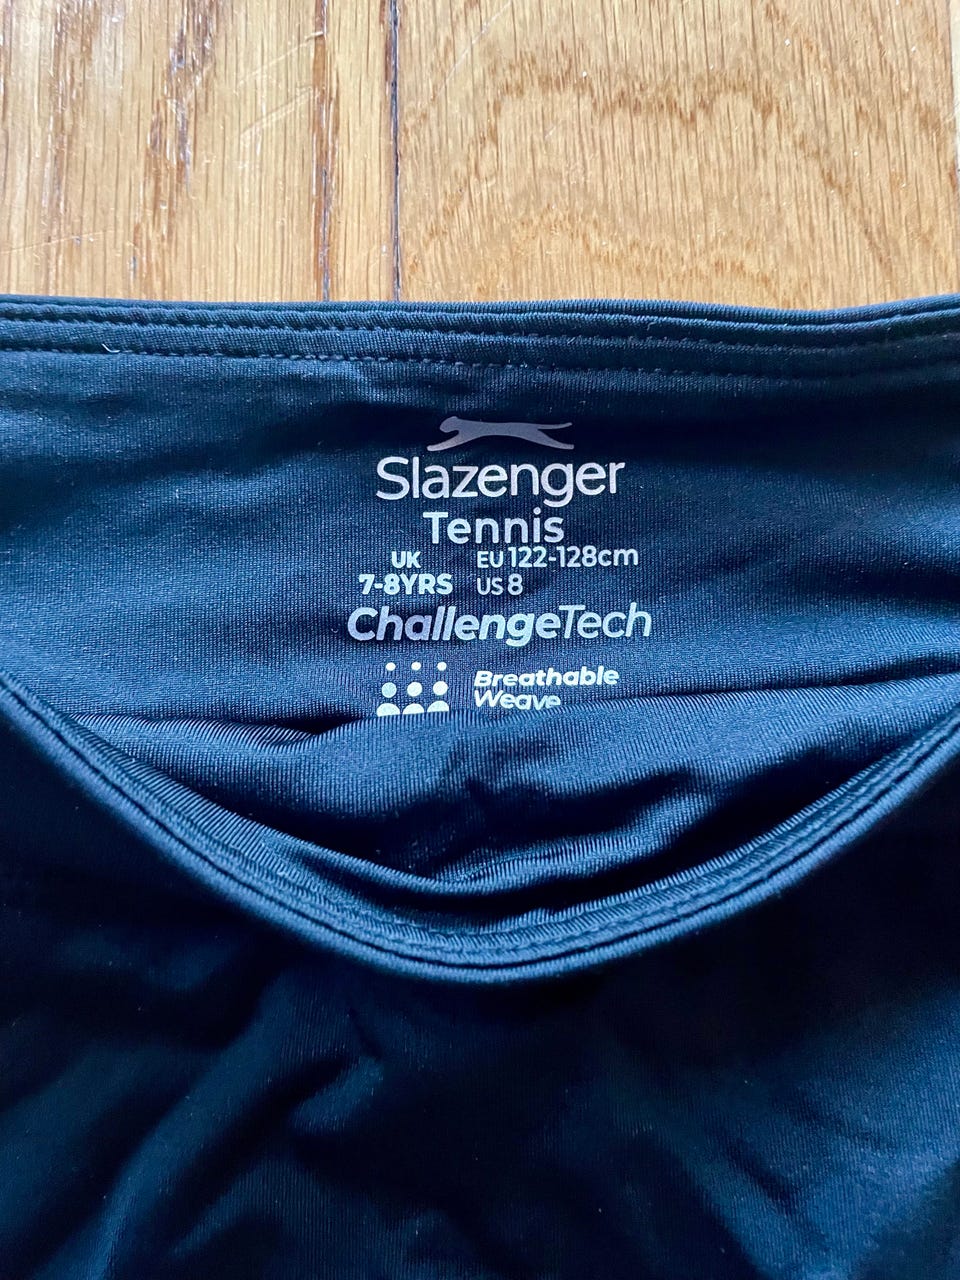 Slazenger
Tennis
UK EU 122-128cm
7-8YRS US 8
ChallengeTech
Breathable
Weave